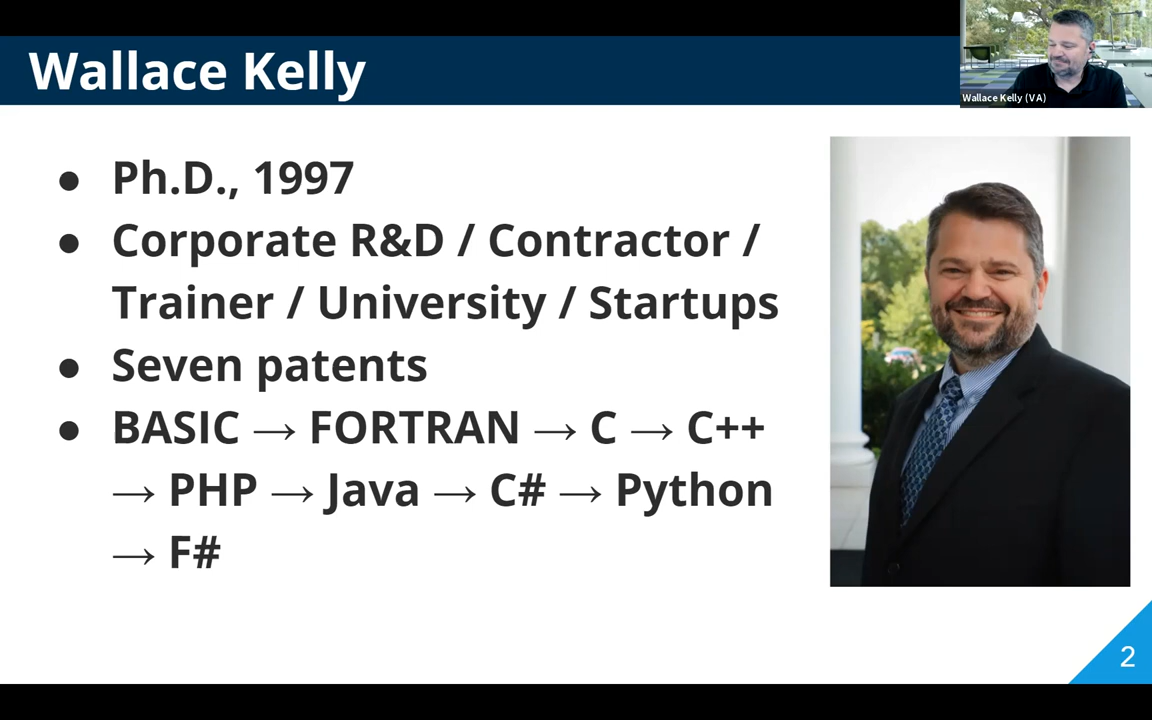 Wallace Kelly
Wallace Kelly (VA)
● Ph.D., 1997
● Corporate R&D / Contractor /
Trainer / University / Startups
● Seven patents
● BASIC → FORTRAN → C → C++
→ PHP → Java → C# → Python
→ F#
2